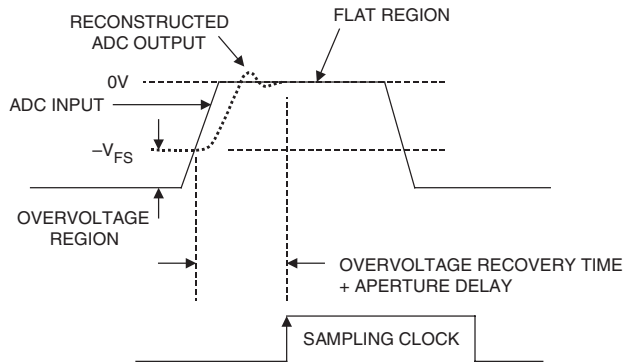 RECONSTRUCTED
ADC OUTPUT
FLAT REGION
0V
ADC INPUT
–VFS
OVERVOLTAGE
REGION
OVERVOLTAGE RECOVERY TIME
+ APERTURE DELAY
SAMPLING CLOCK